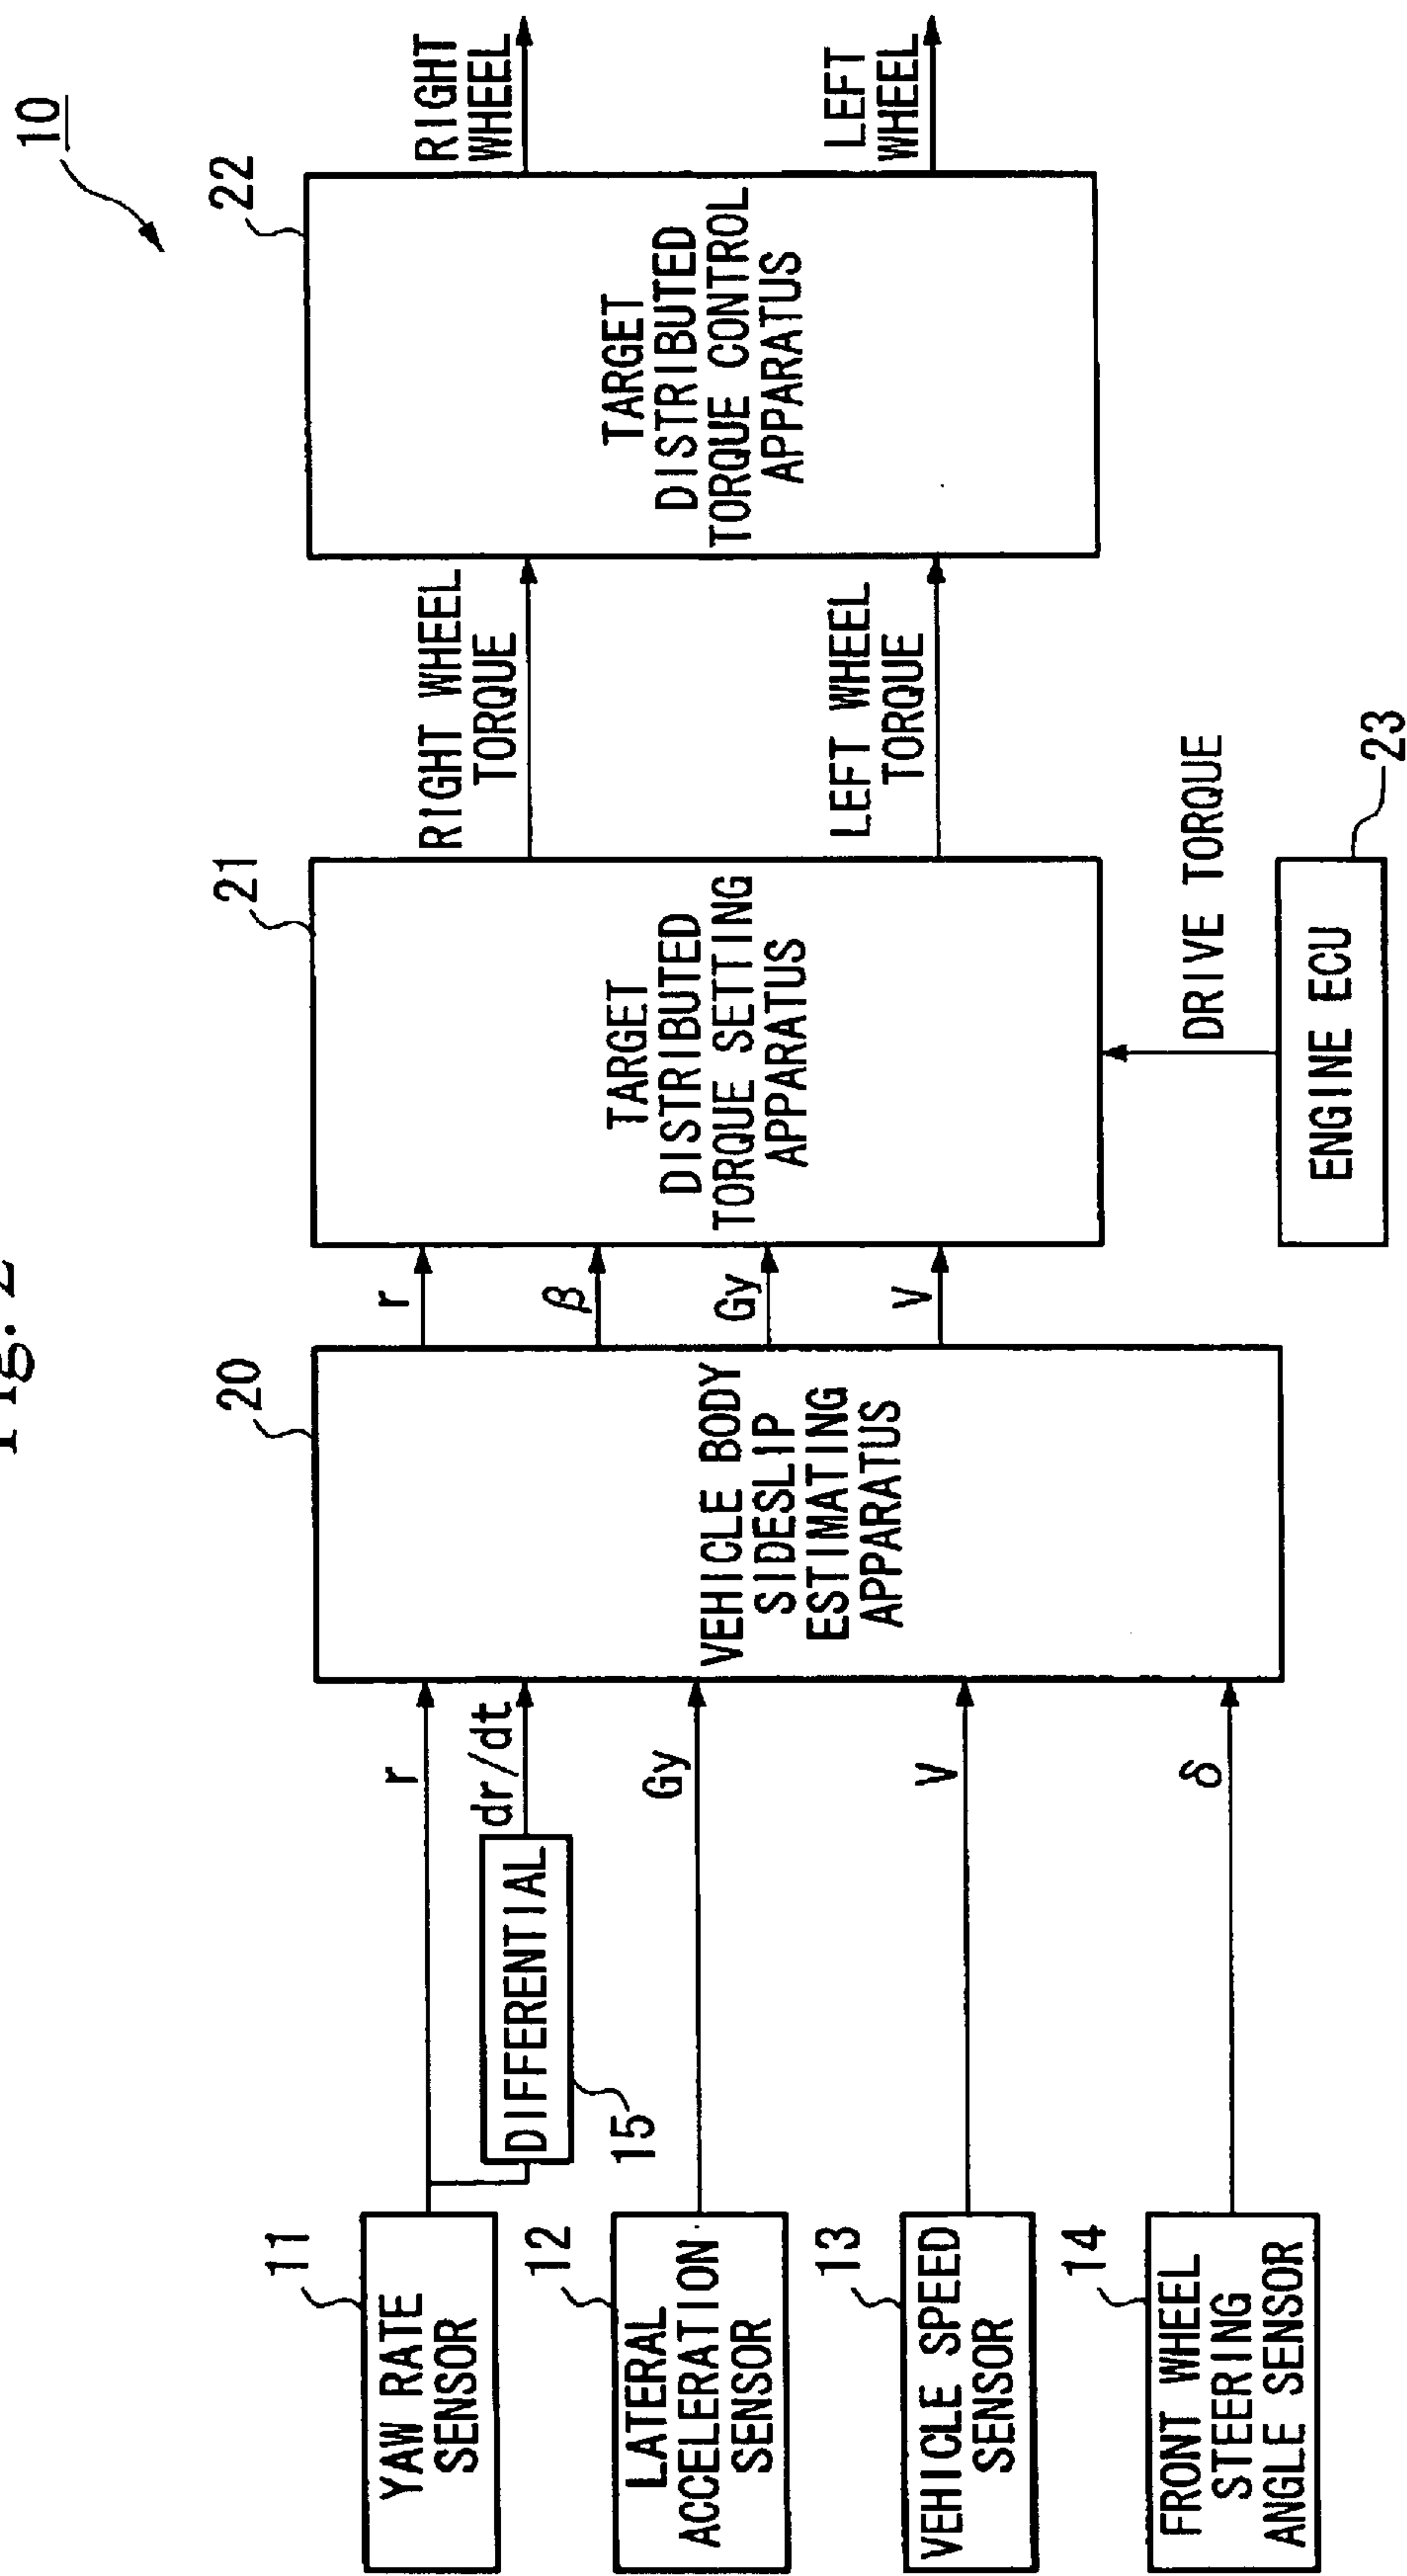 Fig. 2
10
11
YAW RATE
SENSOR
12
LATERAL
ACCELERATION
SENSOR
13
VEHICLE SPEED
SENSOR
14
FRONT WHEEL
STEERING
ANGLE SENSOR
DIFFERENTIAL
15
r
dr/dt
Gy
V
δ
20
VEHICLE BODY
SIDESLIP
ESTIMATING
APPARATUS
r
β
Gy
V
21
TARGET
DISTRIBUTED
TORQUE SETTING
APPARATUS
DRIVE TORQUE
ENGINE ECU
23
RIGHT WHEEL
TORQUE
LEFT WHEEL
TORQUE
22
TARGET
DISTRIBUTED
TORQUE CONTROL
APPARATUS
RIGHT
WHEEL
LEFT
WHEEL